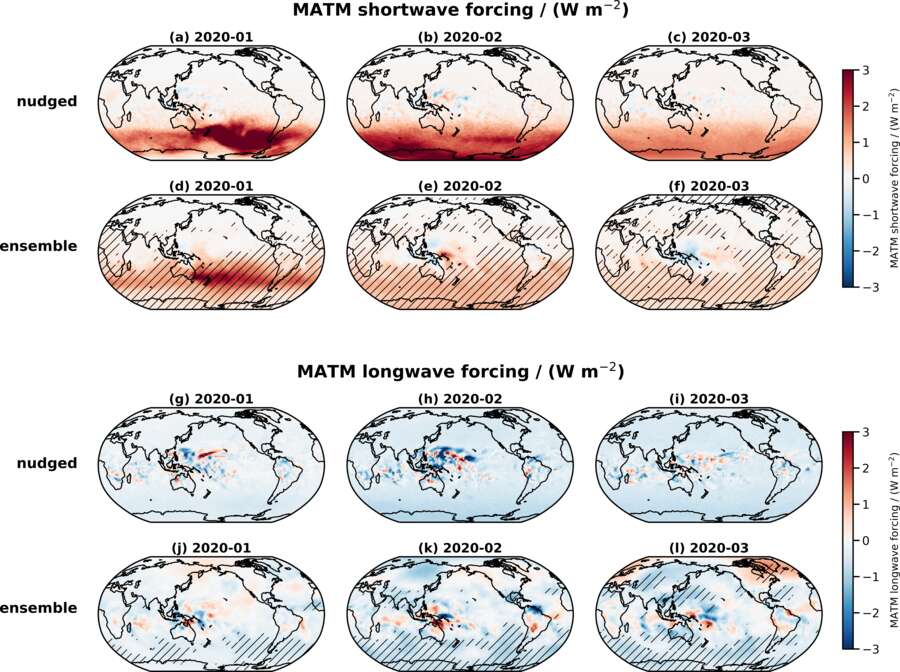 MATM shortwave forcing / (W m⁻²)
(a) 2020-01 (b) 2020-02 (c) 2020-03
nudged
(d) 2020-01 (e) 2020-02 (f) 2020-03
ensemble
3
2
1
0
−1
−2
−3
MATM shortwave forcing / (W m⁻²)
MATM longwave forcing / (W m⁻²)
(g) 2020-01 (h) 2020-02 (i) 2020-03
nudged
(j) 2020-01 (k) 2020-02 (l) 2020-03
ensemble
3
2
1
0
−1
−2
−3
MATM longwave forcing / (W m⁻²)